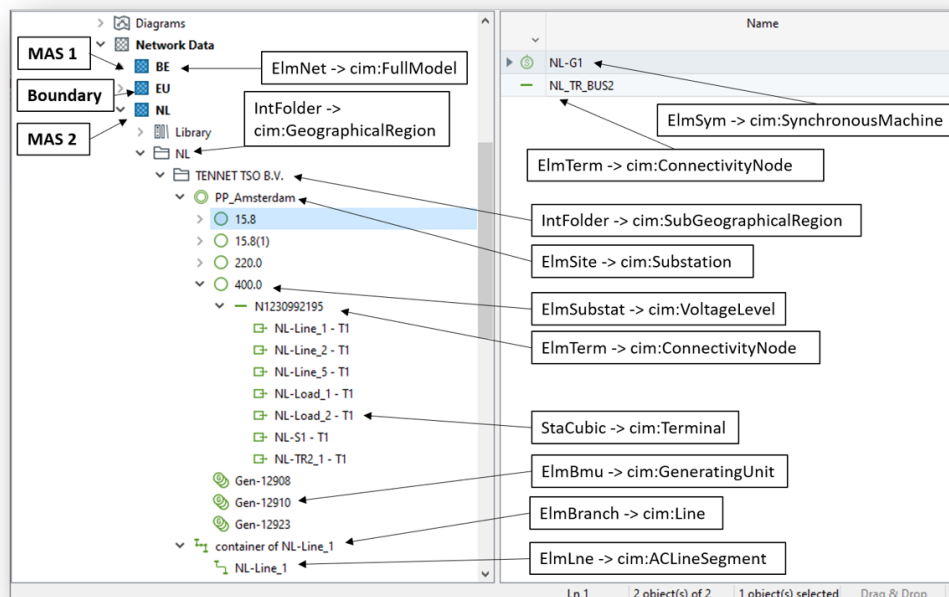 Diagrams
Name
Network Data
MAS 1
BE
ElmNet -> cim:FullModel
NL-G1
Boundary
EU
NL_TR_BUS2
MAS 2
NL
IntFolder ->
cim:GeographicalRegion
ElmSym -> cim:SynchronousMachine
Library
NL
ElmTerm -> cim:ConnectivityNode
TENNET TSO B.V.
PP_Amsterdam
IntFolder -> cim:SubGeographicalRegion
15.8
15.8(1)
220.0
ElmSite -> cim:Substation
400.0
N1230992195
ElmSubstat -> cim:VoltageLevel
NL-Line_1 - T1
NL-Line_2 - T1
ElmTerm -> cim:ConnectivityNode
NL-Line_5 - T1
NL-Load_1 - T1
NL-Load_2 - T1
StaCubic -> cim:Terminal
NL-S1 - T1
NL-TR2_1 - T1
Gen-12908
ElmBmu -> cim:GeneratingUnit
Gen-12910
Gen-12923
ElmBranch -> cim:Line
container of NL-Line_1
NL-Line_1
ElmLne -> cim:ACLineSegment
Ln 1
2 object(s) of 2
1 object(s) selected
Drag & Drop